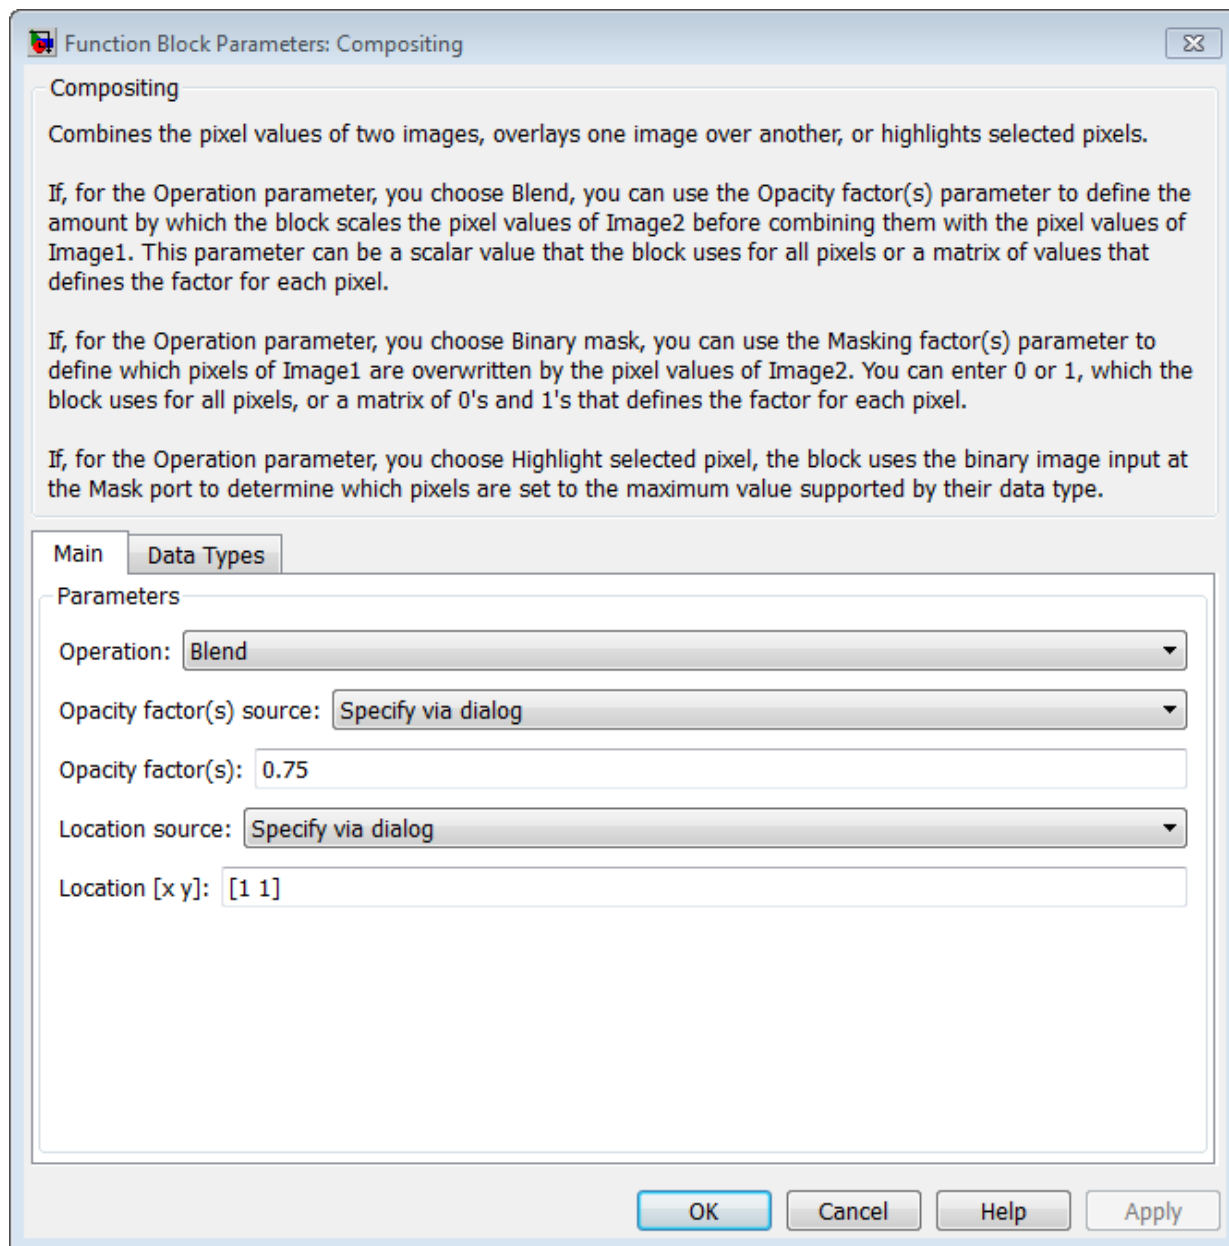 Function Block Parameters: Compositing
Compositing
Combines the pixel values of two images, overlays one image over another, or highlights selected pixels.
If, for the Operation parameter, you choose Blend, you can use the Opacity factor(s) parameter to define the
amount by which the block scales the pixel values of Image2 before combining them with the pixel values of
Image1. This parameter can be a scalar value that the block uses for all pixels or a matrix of values that
defines the factor for each pixel.
If, for the Operation parameter, you choose Binary mask, you can use the Masking factor(s) parameter to
define which pixels of Image1 are overwritten by the pixel values of Image2. You can enter 0 or 1, which the
block uses for all pixels, or a matrix of 0's and 1's that defines the factor for each pixel.
If, for the Operation parameter, you choose Highlight selected pixel, the block uses the binary image input at
the Mask port to determine which pixels are set to the maximum value supported by their data type.
Main Data Types
Parameters
Operation: Blend
Opacity factor(s) source: Specify via dialog
Opacity factor(s): 0.75
Location source: Specify via dialog
Location [x y]: [1 1]
OK Cancel Help Apply